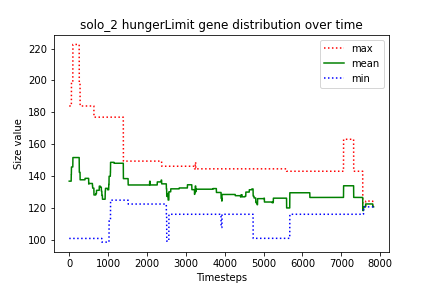 solo_2 hungerLimit gene distribution over time
max
mean
min
Size value
220
200
180
160
140
120
100
0
1000
2000
3000
4000
5000
6000
7000
8000
Timesteps